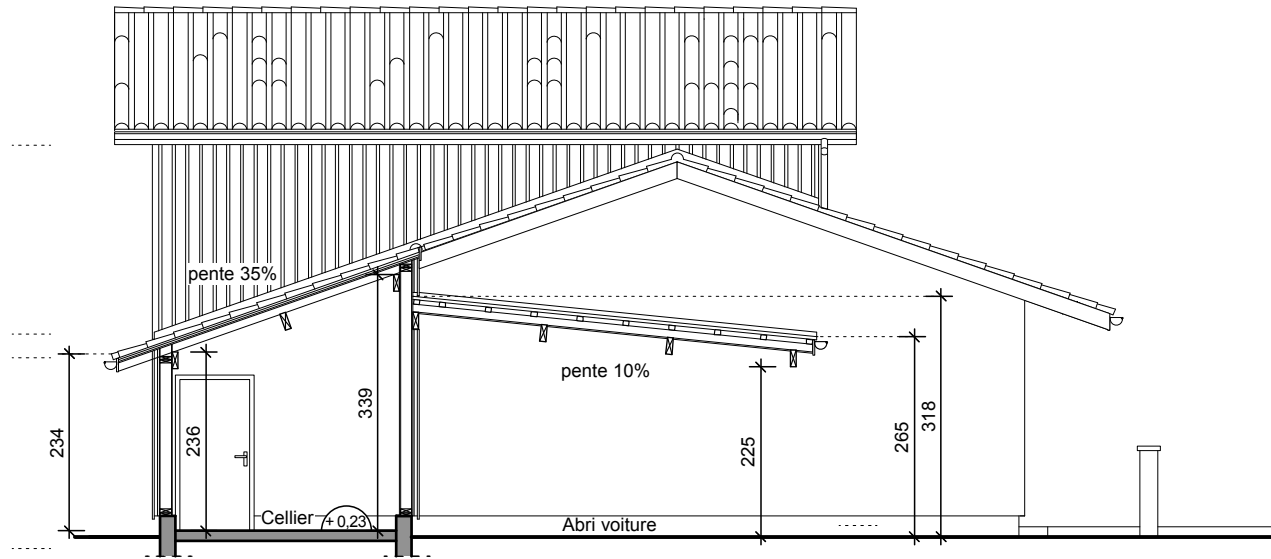 pente 35%
pente 10%
234
236
339
225
265
318
Cellier
+ 0,23
Abri voiture